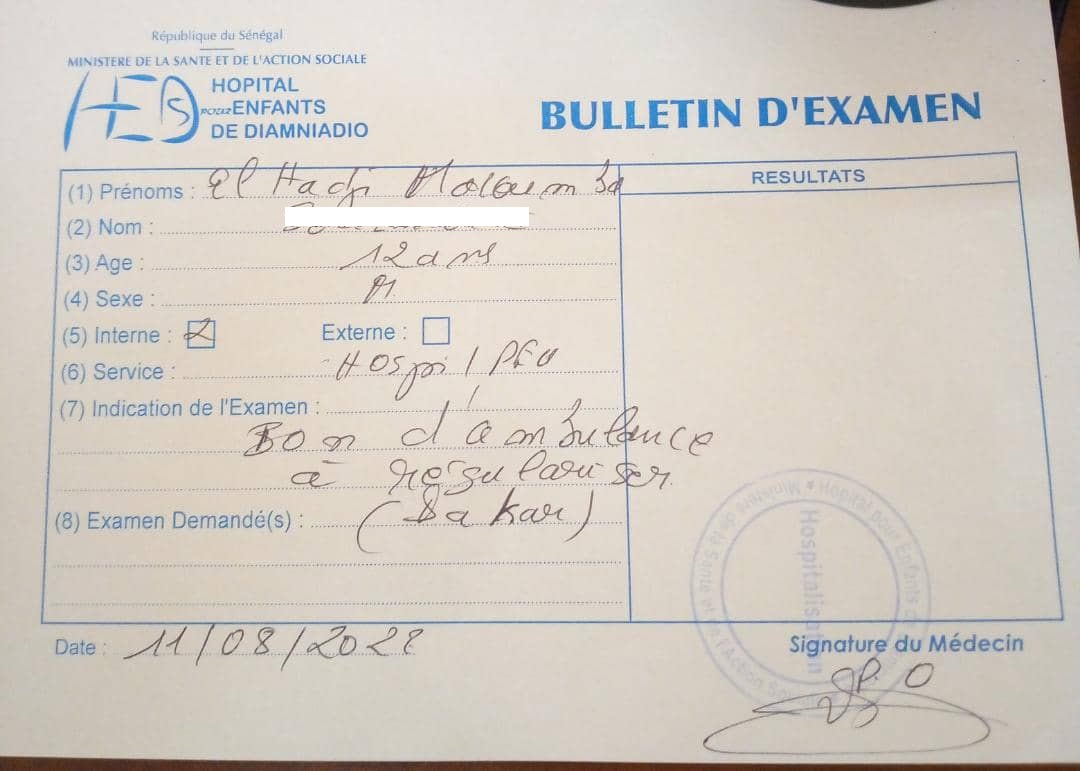 République du Sénégal
MINISTERE DE LA SANTE ET DE L'ACTION SOCIALE
HOPITAL
POUR ENFANTS
DE DIAMNIADIO
BULLETIN D'EXAMEN
(1) Prénoms : El Hadji
(2) Nom :
(3) Age : 12 ans
(4) Sexe : M
(5) Interne : Externe :
(6) Service : Hospi /
(7) Indication de l'Examen :
Bon d'ambulance
à régulariser
(8) Examen Demandé(s) : (Dakar)
RESULTATS
Date : 11/08/2022
Signature du Médecin
Hospitalisation